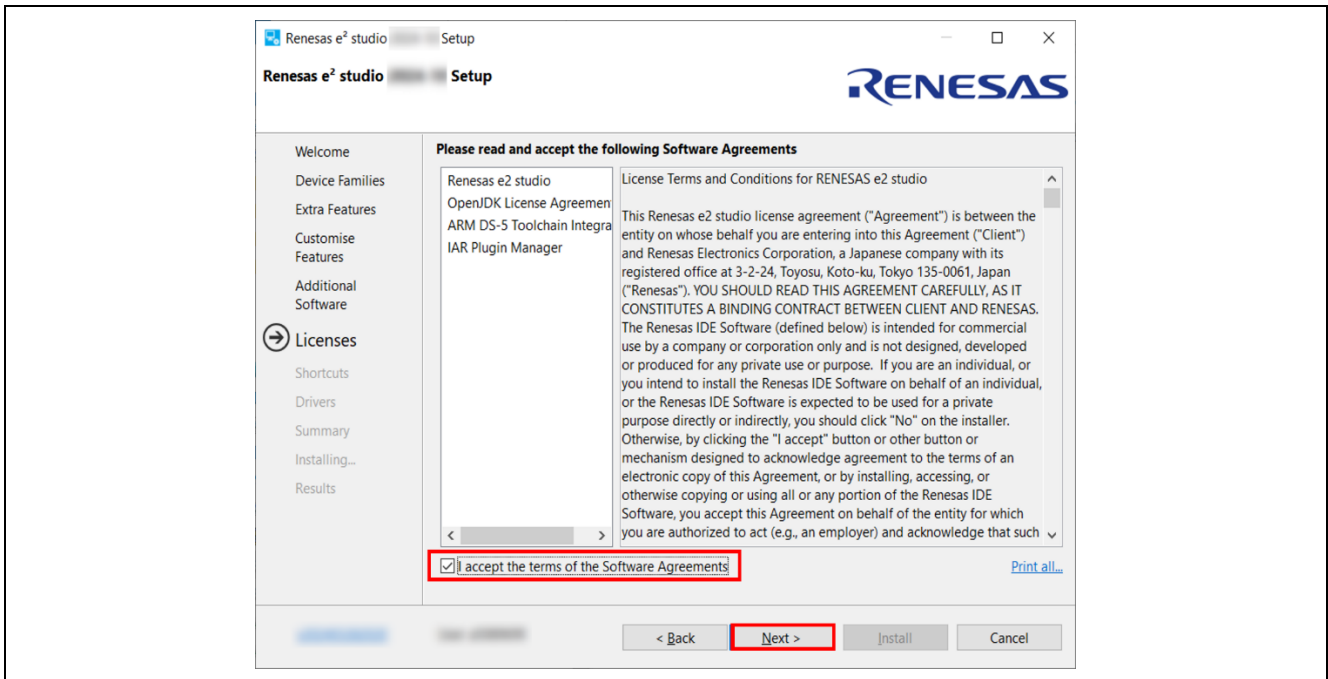 Renesas e² studio Setup
Renesas e² studio Setup
RENESAS
Welcome
Device Families
Extra Features
Customise
Features
Additional
Software
Licenses
Shortcuts
Drivers
Summary
Installing...
Results
Please read and accept the following Software Agreements
Renesas e2 studio
OpenJDK License Agreemen
ARM DS-5 Toolchain Integra
IAR Plugin Manager
License Terms and Conditions for RENESAS e2 studio
This Renesas e2 studio license agreement ("Agreement") is between the
entity on whose behalf you are entering into this Agreement ("Client")
and Renesas Electronics Corporation, a Japanese company with its
registered office at 3-2-24, Toyosu, Koto-ku, Tokyo 135-0061, Japan
("Renesas"). YOU SHOULD READ THIS AGREEMENT CAREFULLY, AS IT
CONSTITUTES A BINDING CONTRACT BETWEEN CLIENT AND RENESAS.
The Renesas IDE Software (defined below) is intended for commercial
use by a company or corporation only and is not designed, developed
or produced for any private use or purpose. If you are an individual, or
you intend to install the Renesas IDE Software on behalf of an individual,
or the Renesas IDE Software is expected to be used for a private
purpose directly or indirectly, you should click "No" on the installer.
Otherwise, by clicking the "I accept" button or other button or
mechanism designed to acknowledge agreement to the terms of an
electronic copy of this Agreement, or by installing, accessing, or
otherwise copying or using all or any portion of the Renesas IDE
Software, you accept this Agreement on behalf of the entity for which
you are authorized to act (e.g., an employer) and acknowledge that such
I accept the terms of the Software Agreements
Print all...
< Back
Next >
Install
Cancel